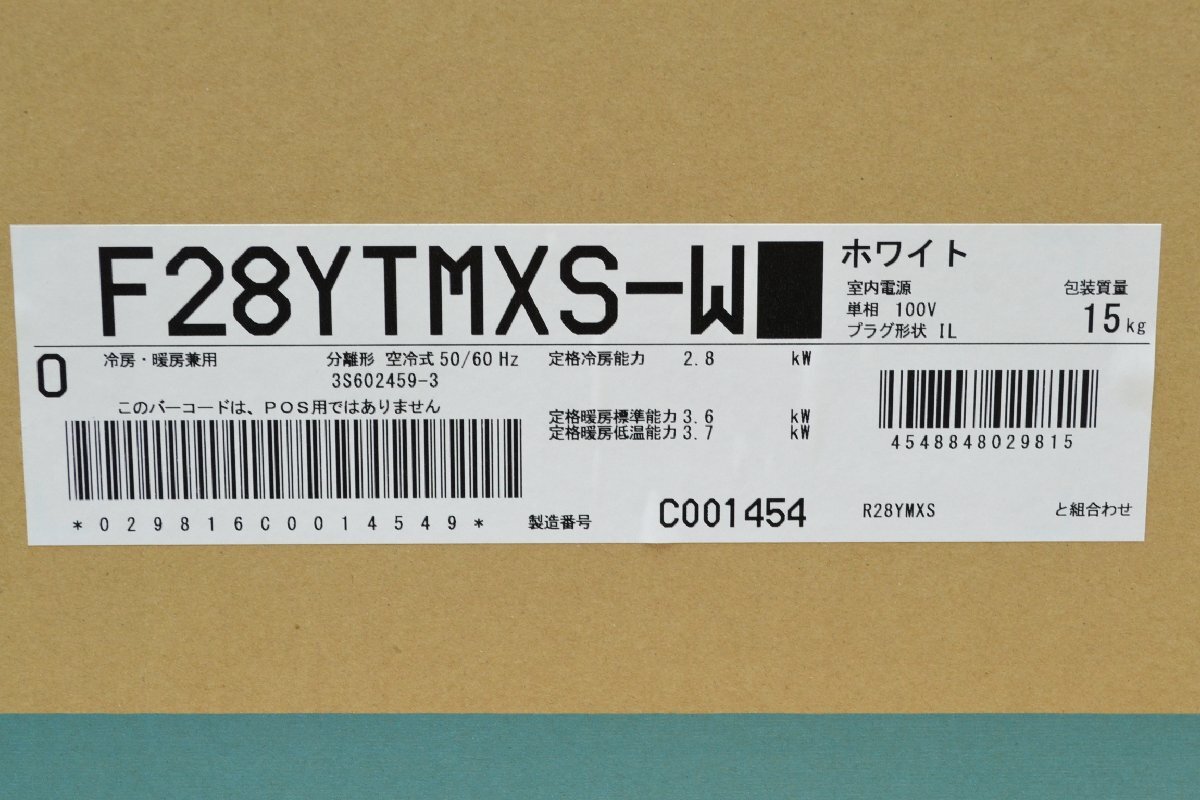 F28YTMXS-W■ ホワイト
室内電源 包装質量
単相 100V 15kg
プラグ形状 IL
0 冷房・暖房兼用 分離形 空冷式 50/60 Hz 定格冷房能力 2.8 kW
3S602459-3
このバーコードは、POS用ではありません
定格暖房標準能力 3.6 kW
定格暖房低温能力 3.7 kW
4548848029815
*029816C0014549* 製造番号 C001454 R28YMXS と組合わせ